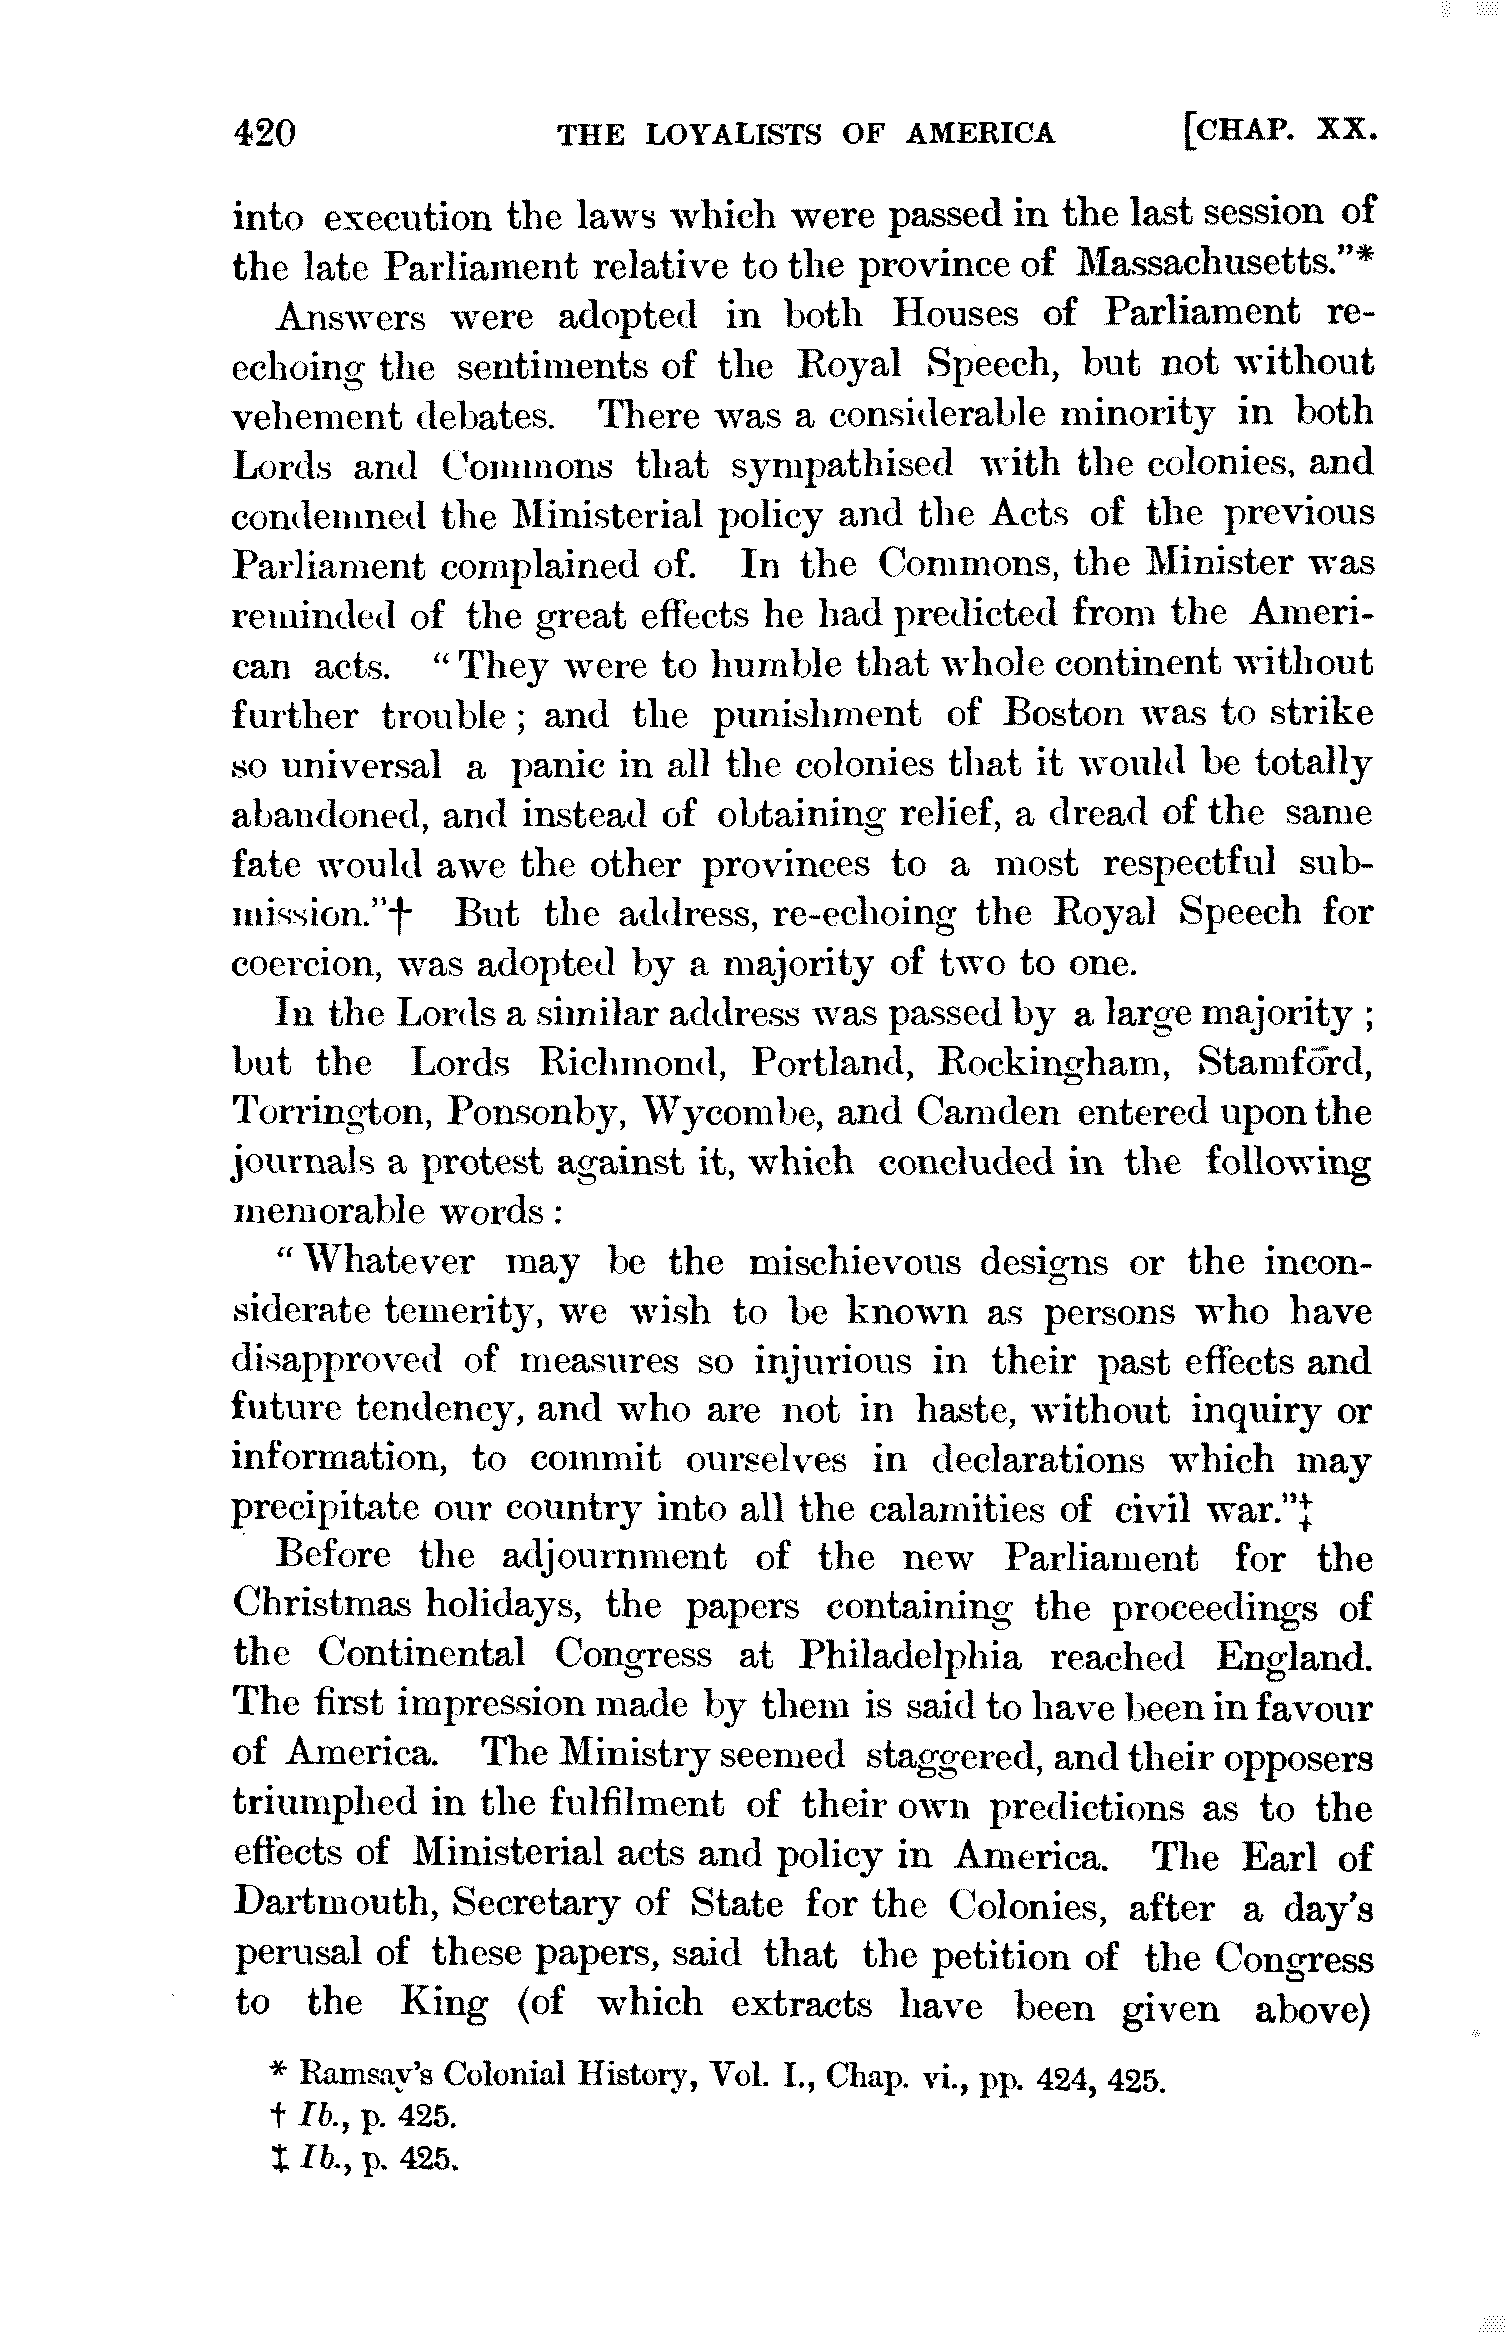 420 THE LOYALISTS OF AMERICA [CHAP. XX.
into execution the laws which were passed in the last session of
the late Parliament relative to the province of Massachusetts."*
Answers were adopted in both Houses of Parliament re-
echoing the sentiments of the Royal Speech, but not without
vehement debates. There was a considerable minority in both
Lords and Commons that sympathised with the colonies, and
condemned the Ministerial policy and the Acts of the previous
Parliament complained of. In the Commons, the Minister was
reminded of the great effects he had predicted from the Ameri-
can acts. "They were to humble that whole continent without
further trouble; and the punishment of Boston was to strike
so universal a panic in all the colonies that it would be totally
abandoned, and instead of obtaining relief, a dread of the same
fate would awe the other provinces to a most respectful sub-
mission."† But the address, re-echoing the Royal Speech for
coercion, was adopted by a majority of two to one.
In the Lords a similar address was passed by a large majority;
but the Lords Richmond, Portland, Rockingham, Stamford,
Torrington, Ponsonby, Wycombe, and Camden entered upon the
journals a protest against it, which concluded in the following
memorable words:
"Whatever may be the mischievous designs or the incon-
siderate temerity, we wish to be known as persons who have
disapproved of measures so injurious in their past effects and
future tendency, and who are not in haste, without inquiry or
information, to commit ourselves in declarations which may
precipitate our country into all the calamities of civil war."‡
Before the adjournment of the new Parliament for the
Christmas holidays, the papers containing the proceedings of
the Continental Congress at Philadelphia reached England.
The first impression made by them is said to have been in favour
of America. The Ministry seemed staggered, and their opposers
triumphed in the fulfilment of their own predictions as to the
effects of Ministerial acts and policy in America. The Earl of
Dartmouth, Secretary of State for the Colonies, after a day's
perusal of these papers, said that the petition of the Congress
to the King (of which extracts have been given above)
* Ramsay's Colonial History, Vol. I., Chap. vi., pp. 424, 425.
† Ib., p. 425.
‡ Ib., p. 425.